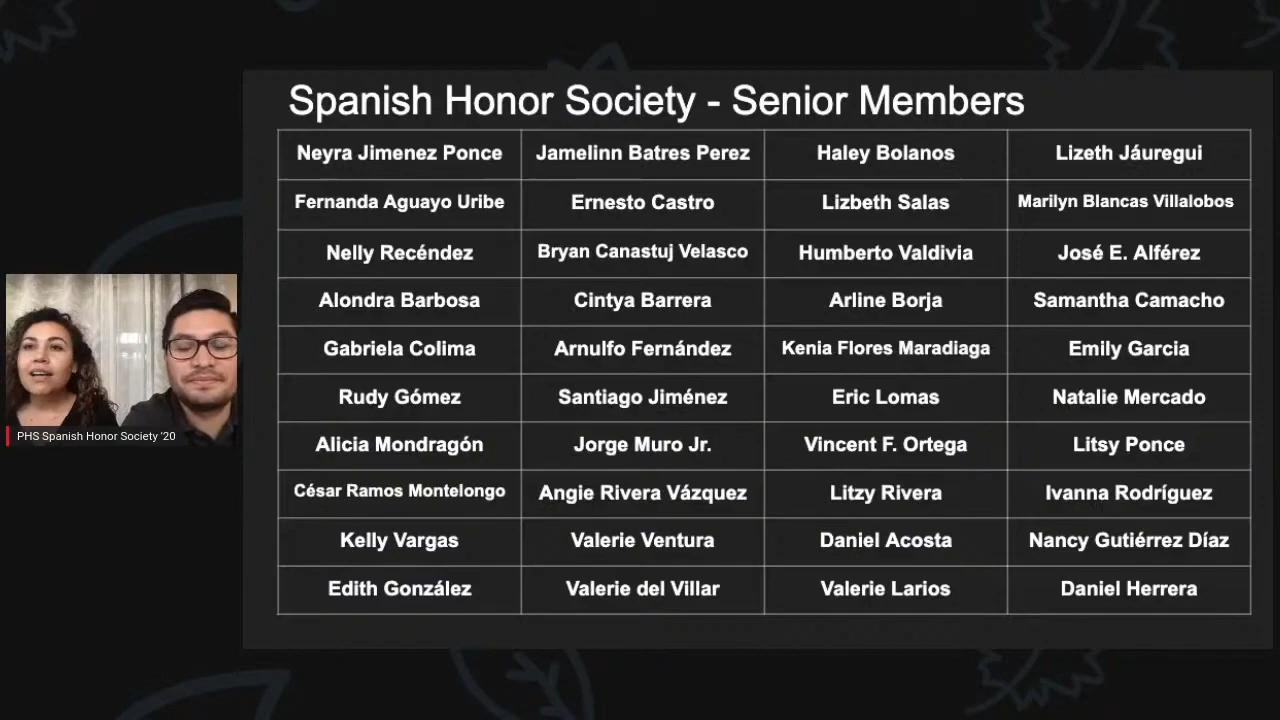 Spanish Honor Society - Senior Members
Neyra Jimenez Ponce Jamelinn Batres Perez Haley Bolanos Lizeth Jáuregui
Fernanda Aguayo Uribe Ernesto Castro Lizbeth Salas Marilyn Blancas Villalobos
Nelly Recéndez Bryan Canastuj Velasco Humberto Valdivia José E. Alférez
Alondra Barbosa Cintya Barrera Arline Borja Samantha Camacho
Gabriela Colima Arnulfo Fernández Kenia Flores Maradiaga Emily Garcia
Rudy Gómez Santiago Jiménez Eric Lomas Natalie Mercado
Alicia Mondragón Jorge Muro Jr. Vincent F. Ortega Litsy Ponce
César Ramos Montelongo Angie Rivera Vázquez Litzy Rivera Ivanna Rodríguez
Kelly Vargas Valerie Ventura Daniel Acosta Nancy Gutiérrez Díaz
Edith González Valerie del Villar Valerie Larios Daniel Herrera
PHS Spanish Honor Society '20